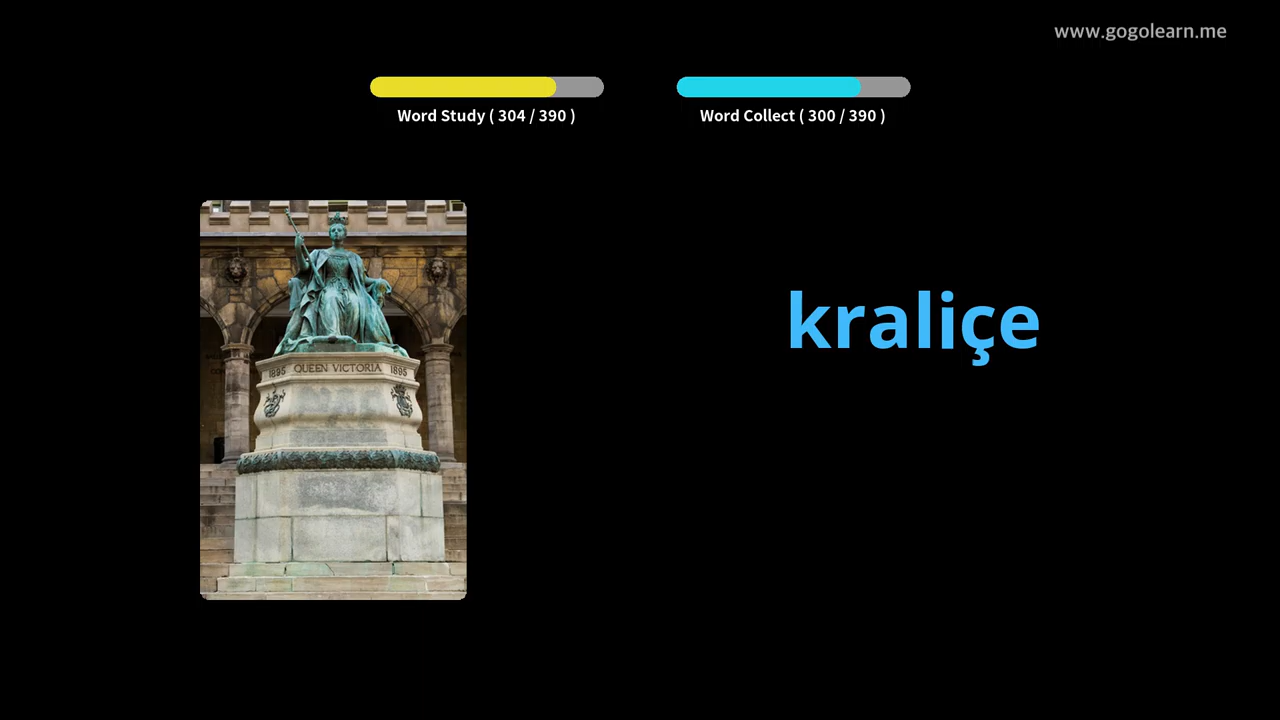 www.gogolearn.me
Word Study ( 304 / 390 )
Word Collect ( 300 / 390 )
1895 QUEEN VICTORIA 1895
kraliçe